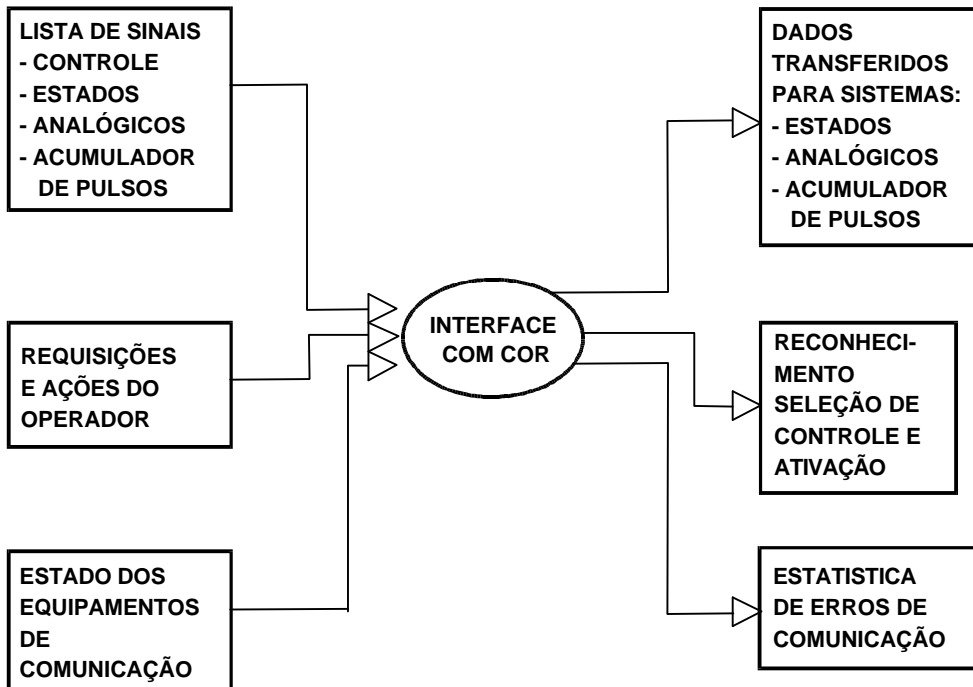 LISTA DE SINAIS
- CONTROLE
- ESTADOS
- ANALÓGICOS
- ACUMULADOR
DE PULSOS
REQUISIÇÕES
E AÇÕES DO
OPERADOR
ESTADO DOS
EQUIPAMENTOS
DE
COMUNICAÇÃO
INTERFACE
COM COR
DADOS
TRANSFERIDOS
PARA SISTEMAS:
- ESTADOS
- ANALÓGICOS
- ACUMULADOR
DE PULSOS
RECONHECI-
MENTO
SELEÇÃO DE
CONTROLE E
ATIVAÇÃO
ESTATISTICA
DE ERROS DE
COMUNICAÇÃO